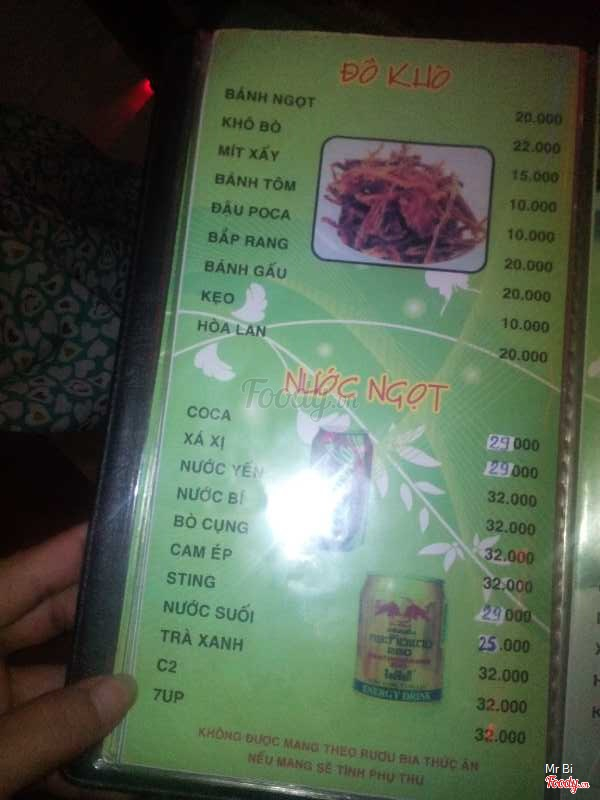 ĐỒ KHÔ
BÁNH NGỌT 20.000
KHÔ BÒ 22.000
MÍT XẤY 15.000
BÁNH TÔM 10.000
ĐẬU POCA 10.000
BẮP RANG 20.000
BÁNH GẤU 20.000
KẸO 10.000
HÒA LAN 20.000
NƯỚC NGỌT
COCA 29.000
XÁ XỊ 29.000
NƯỚC YẾN 32.000
NƯỚC BÍ 32.000
BÒ CỤNG 32.000
CAM ÉP 32.000
STING 29.000
NƯỚC SUỐI 25.000
TRÀ XANH 32.000
C2 32.000
7UP 32.000
ENERGY DRINK
KHÔNG ĐƯỢC MANG THEO RƯỢU BIA THỨC ĂN
NẾU MANG SẼ TÍNH PHỤ THU
Foody.vn
Mr Bi
Foody.vn